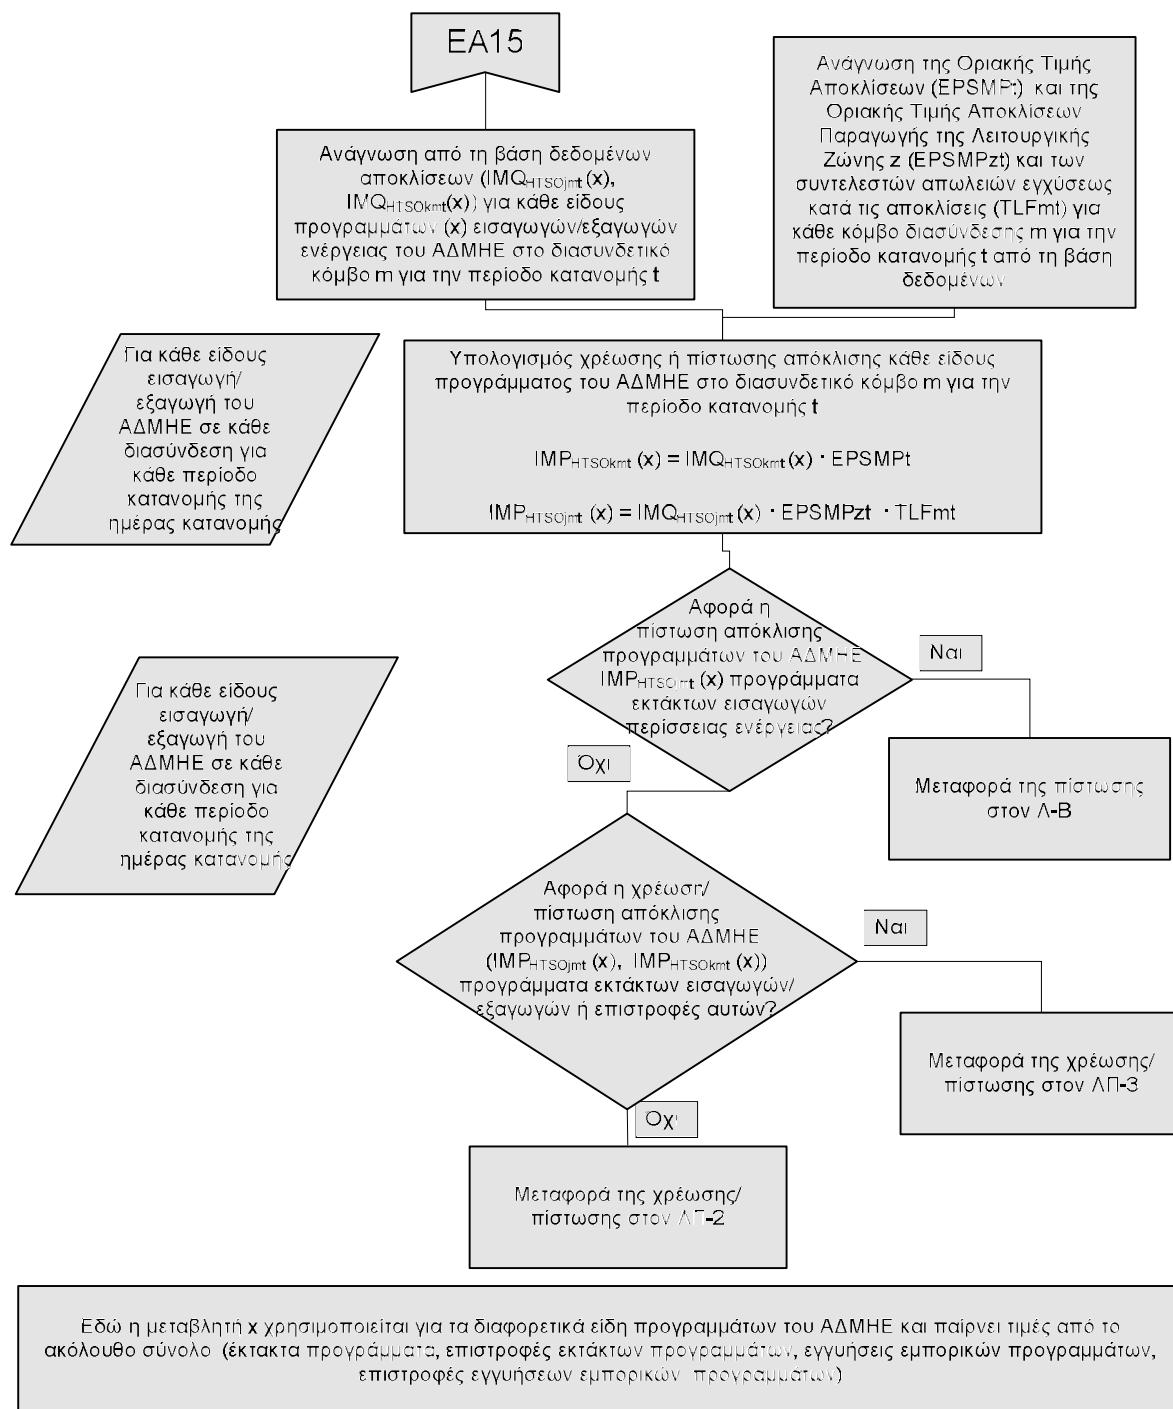 ΕΑ15
Ανάγνωση της Οριακής Τιμής
Αποκλίσεων (EPSMPt) και της
Οριακής Τιμής Αποκλίσεων
Παραγωγής της Λειτουργικής
Ζώνης z (EPSMPzt) και των
συντελεστών απωλειών εγχύσεως
κατά τις αποκλίσεις (TLFmt) για
κάθε κόμβο διασύνδεσης m για την
περίοδο κατανομής t από τη βάση
δεδομένων
Ανάγνωση από τη βάση δεδομένων
αποκλίσεων (IMQHTSOjmt(x),
IMQHTSOkmt(x)) για κάθε είδους
προγραμμάτων (x) εισαγωγών/εξαγωγών
ενέργειας του ΑΔΜΗΕ στο διασυνδετικό
κόμβο m για την περίοδο κατανομής t
Για κάθε είδους
εισαγωγή/
εξαγωγή του
ΑΔΜΗΕ σε κάθε
διασύνδεση για
κάθε περίοδο
κατανομής της
ημέρας κατανομής
Υπολογισμός χρέωσης ή πίστωσης απόκλισης κάθε είδους
προγράμματος του ΑΔΜΗΕ στο διασυνδετικό κόμβο m για την
περίοδο κατανομής t
IMPHTSOkmt (x) = IMQHTSOkmt(x) · EPSMPt
IMPHTSOjmt (x) = IMQHTSOjmt(x) · EPSMPzt · TLFmt
Αφορά η
πίστωση απόκλισης
προγραμμάτων του ΑΔΜΗΕ
IMPHTSOjmt (x) προγράμματα
εκτάκτων εισαγωγών
περίσσειας ενέργειας?
Ναι
Όχι
Μεταφορά της πίστωσης
στον Λ-Β
Για κάθε είδους
εισαγωγή/
εξαγωγή του
ΑΔΜΗΕ σε κάθε
διασύνδεση για
κάθε περίοδο
κατανομής της
ημέρας κατανομής
Αφορά η χρέωση/
πίστωση απόκλισης
προγραμμάτων του ΑΔΜΗΕ
(IMPHTSOjmt (x), IMPHTSOkmt (x))
προγράμματα εκτάκτων εισαγωγών/
εξαγωγών ή επιστροφές αυτών?
Ναι
Μεταφορά της χρέωσης/
πίστωσης στον ΛΠ-3
Όχι
Μεταφορά της χρέωσης/
πίστωσης στον ΛΠ-2
Εδώ η μεταβλητή x χρησιμοποιείται για τα διαφορετικά είδη προγραμμάτων του ΑΔΜΗΕ και παίρνει τιμές από το
ακόλουθο σύνολο (έκτακτα προγράμματα, επιστροφές εκτάκτων προγραμμάτων, εγγυήσεις εμπορικών προγραμμάτων,
επιστροφές εγγυήσεων εμπορικών προγραμμάτων)